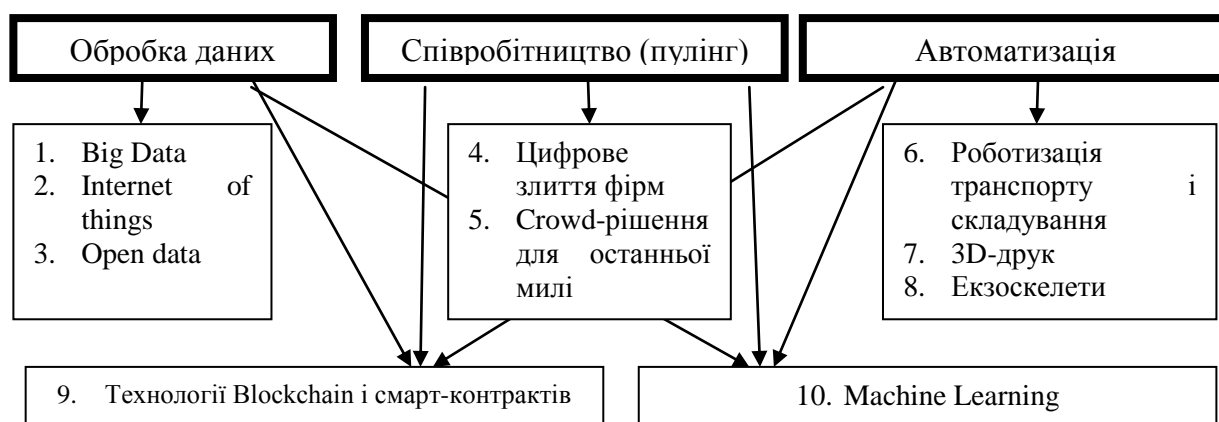 Обробка даних
Співробітництво (пулінг)
Автоматизація
1. Big Data
2. Internet of
things
3. Open data
4. Цифрове
злиття фірм
5. Crowd-рішення
для останньої
милі
6. Роботизація
транспорту і
складування
7. 3D-друк
8. Екзоскелети
9. Технології Blockchain і смарт-контрактів
10. Machine Learning